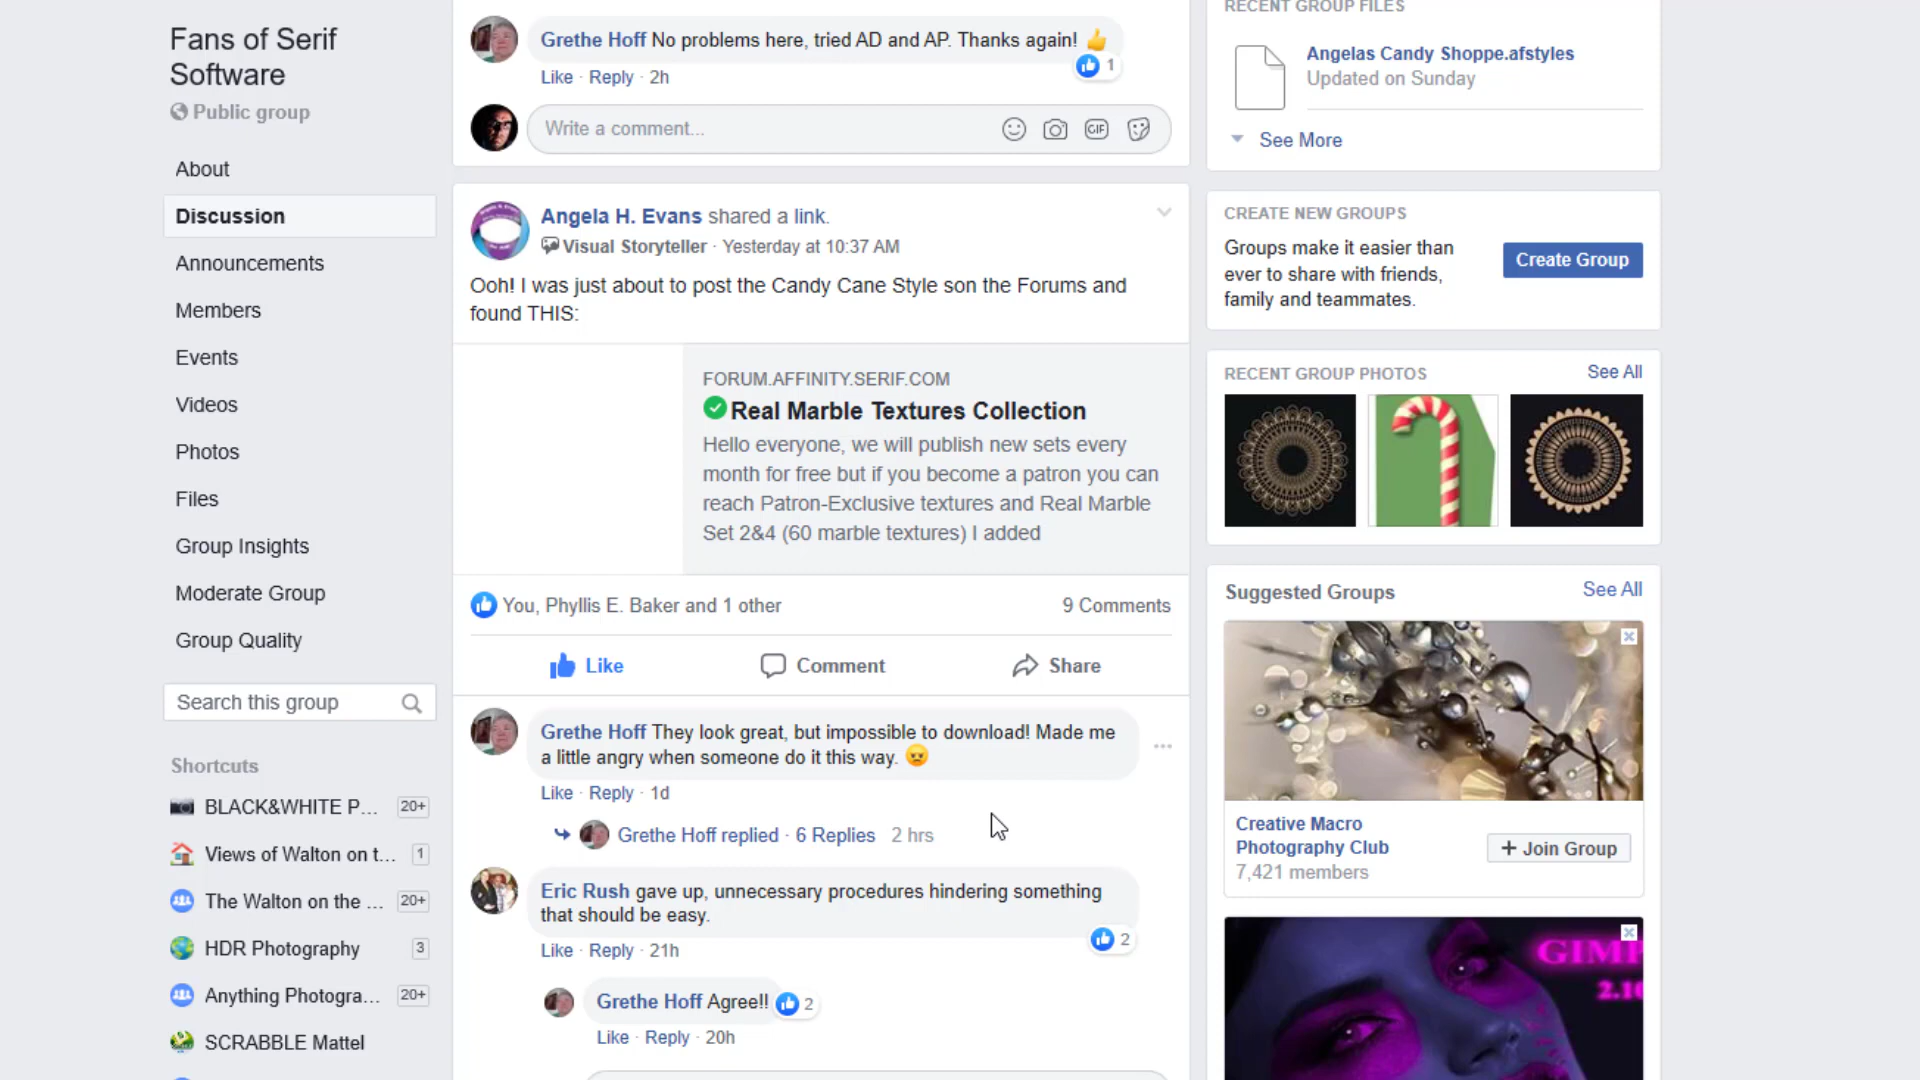 Fans of Serif
Software
Public group
About
Discussion
Announcements
Members
Events
Videos
Photos
Files
Group Insights
Moderate Group
Group Quality
Search this group
Shortcuts
BLACK&WHITE P... 20+
Views of Walton on t... 1
The Walton on the ... 20+
HDR Photography 3
Anything Photogra... 20+
SCRABBLE Mattel
Grethe Hoff No problems here, tried AD and AP. Thanks again! 👍
1
Like · Reply · 2h
Write a comment...
GIF
Angela H. Evans shared a link.
Visual Storyteller · Yesterday at 10:37 AM
Ooh! I was just about to post the Candy Cane Style son the Forums and
found THIS:
FORUM.AFFINITY.SERIF.COM
Real Marble Textures Collection
Hello everyone, we will publish new sets every
month for free but if you become a patron you can
reach Patron-Exclusive textures and Real Marble
Set 2&4 (60 marble textures) I added
You, Phyllis E. Baker and 1 other 9 Comments
Like Comment Share
Grethe Hoff They look great, but impossible to download! Made me
a little angry when someone do it this way. 😠
Like · Reply · 1d
Grethe Hoff replied · 6 Replies 2 hrs
Eric Rush gave up, unnecessary procedures hindering something
that should be easy.
2
Like · Reply · 21h
Grethe Hoff Agree!! 2
Like · Reply · 20h
RECENT GROUP FILES
Angelas Candy Shoppe.afstyles
Updated on Sunday
See More
CREATE NEW GROUPS
Groups make it easier than
ever to share with friends,
family and teammates.
Create Group
RECENT GROUP PHOTOS See All
Suggested Groups See All
Creative Macro
Photography Club
7,421 members
+ Join Group
GIMP
2.10